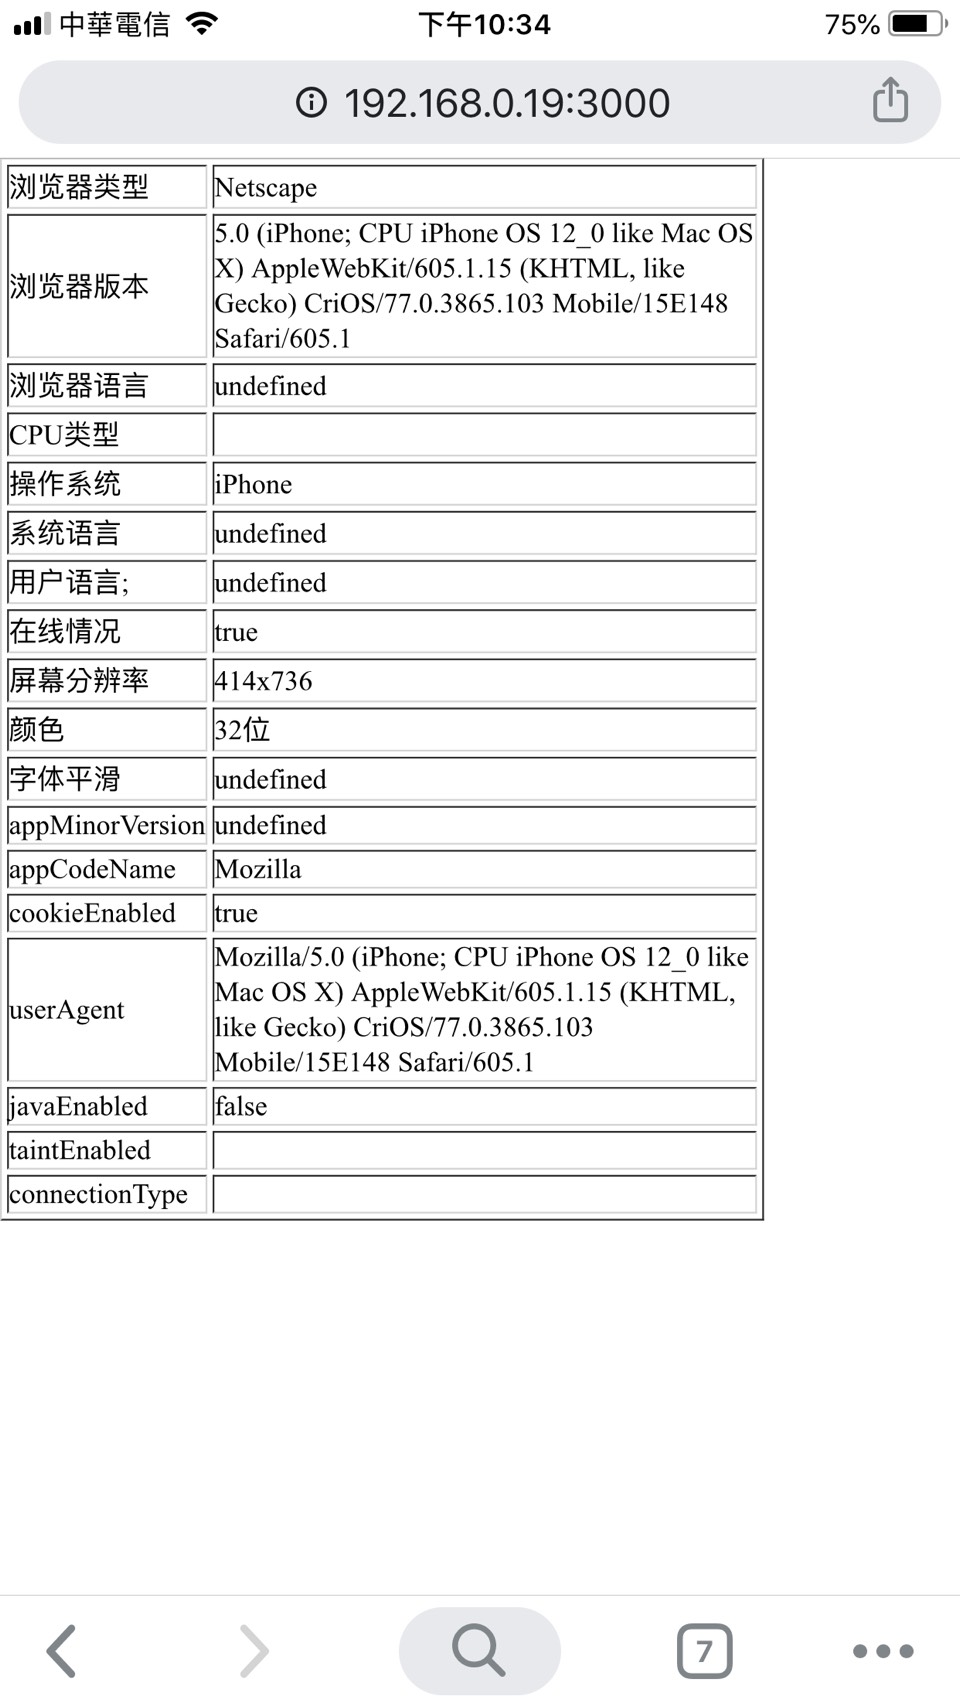 中華電信 下午10:34 75%
192.168.0.19:3000
浏览器类型 Netscape
浏览器版本 5.0 (iPhone; CPU iPhone OS 12_0 like Mac OS
X) AppleWebKit/605.1.15 (KHTML, like
Gecko) CriOS/77.0.3865.103 Mobile/15E148
Safari/605.1
浏览器语言 undefined
CPU类型
操作系统 iPhone
系统语言 undefined
用户语言; undefined
在线情况 true
屏幕分辨率 414x736
颜色 32位
字体平滑 undefined
appMinorVersion undefined
appCodeName Mozilla
cookieEnabled true
userAgent Mozilla/5.0 (iPhone; CPU iPhone OS 12_0 like
Mac OS X) AppleWebKit/605.1.15 (KHTML,
like Gecko) CriOS/77.0.3865.103
Mobile/15E148 Safari/605.1
javaEnabled false
taintEnabled
connectionType
7